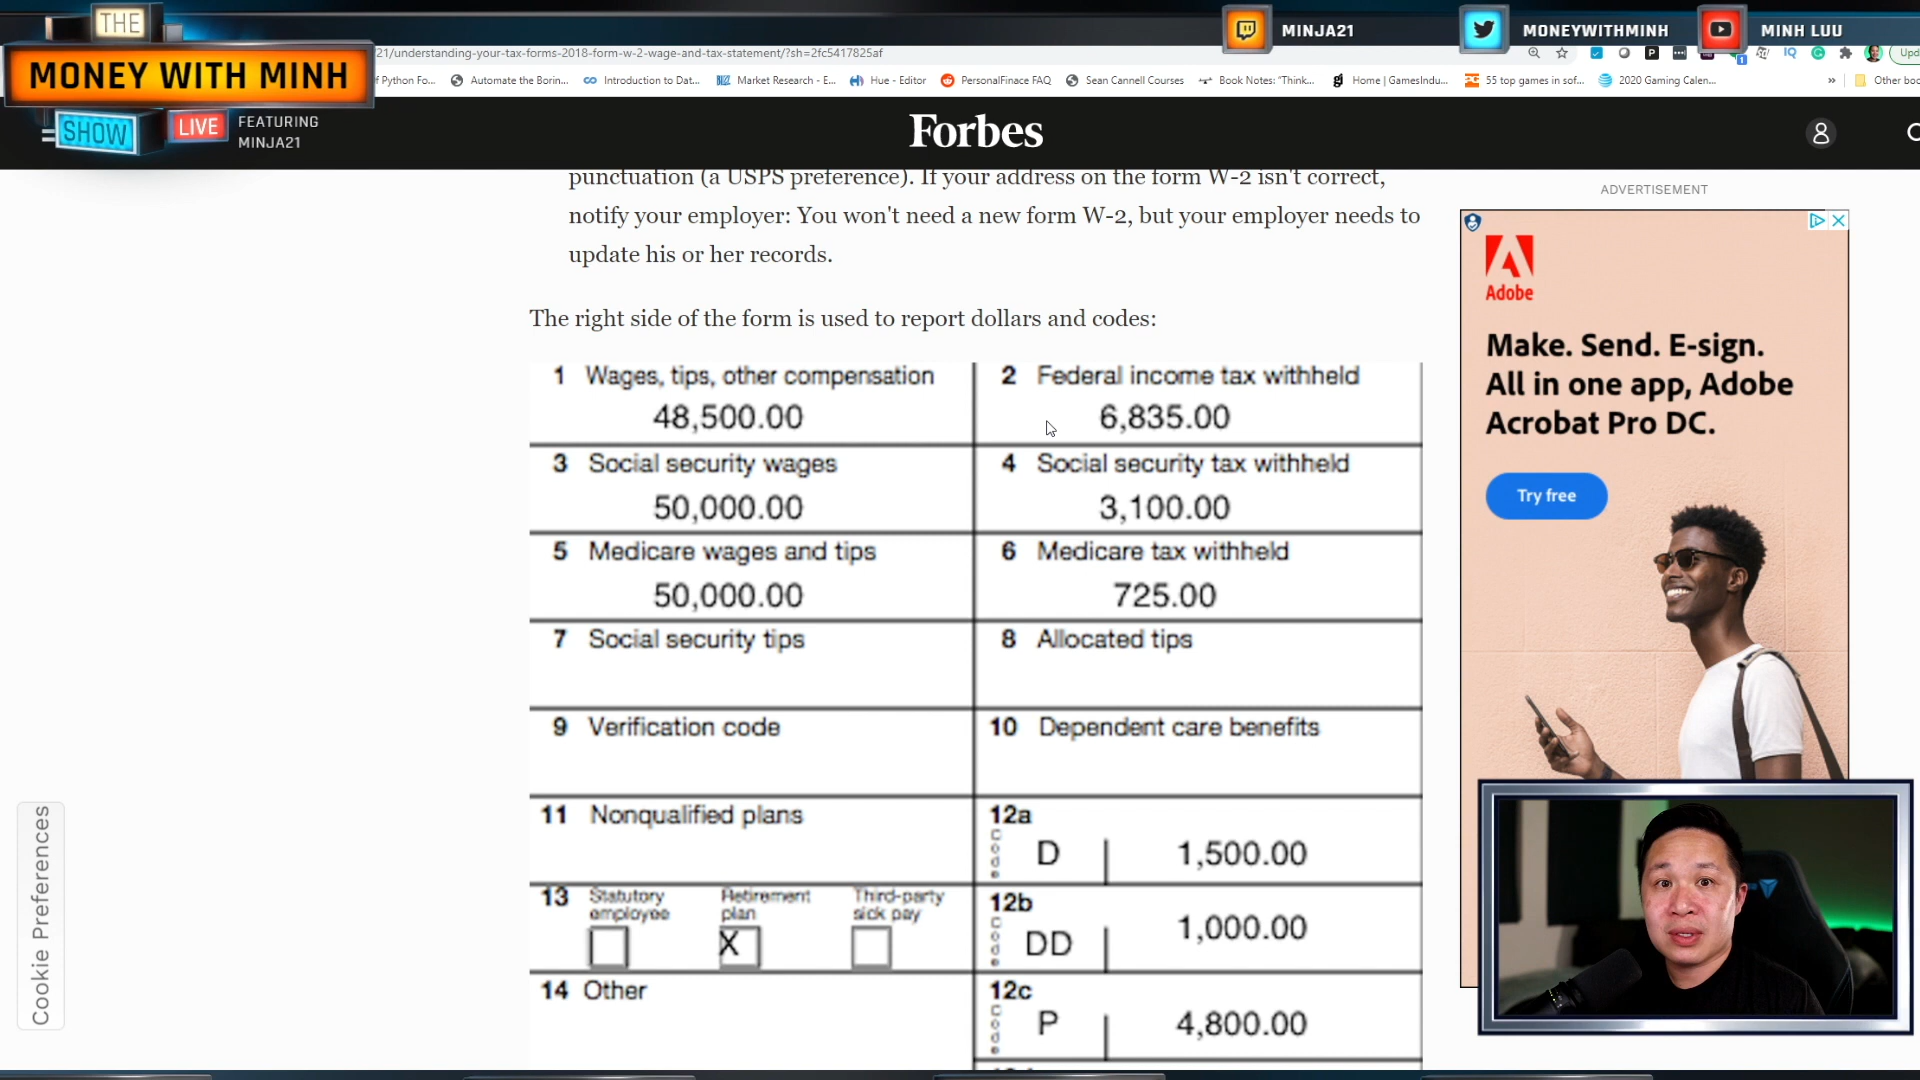 THE
MONEY WITH MINH
SHOW
LIVE
FEATURING
MINJA21
MINJA21
MONEYWITHMINH
MINH LUU
21/understanding-your-tax-forms-2018-form-w-2-wage-and-tax-statement/?sh=2fc5417825af
Upd
f Python Fo...
Automate the Borin...
Introduction to Dat...
Market Research - E...
Hue - Editor
PersonalFinace FAQ
Sean Cannell Courses
Book Notes: "Think...
Home | GamesIndu...
55 top games in sof...
2020 Gaming Calen...
»
Other boo
Forbes
punctuation (a USPS preference). If your address on the form W-2 isn't correct,
notify your employer: You won't need a new form W-2, but your employer needs to
update his or her records.
The right side of the form is used to report dollars and codes:
1 Wages, tips, other compensation
48,500.00
2 Federal income tax withheld
6,835.00
3 Social security wages
50,000.00
4 Social security tax withheld
3,100.00
5 Medicare wages and tips
50,000.00
6 Medicare tax withheld
725.00
7 Social security tips
8 Allocated tips
9 Verification code
10 Dependent care benefits
11 Nonqualified plans
12a
Code
D
1,500.00
13 Statutory employee
Retirement plan
Third-party sick pay
X
12b
Code
DD
1,000.00
14 Other
12c
Code
P
4,800.00
Cookie Preferences
ADVERTISEMENT
Adobe
Make. Send. E-sign.
All in one app, Adobe
Acrobat Pro DC.
Try free